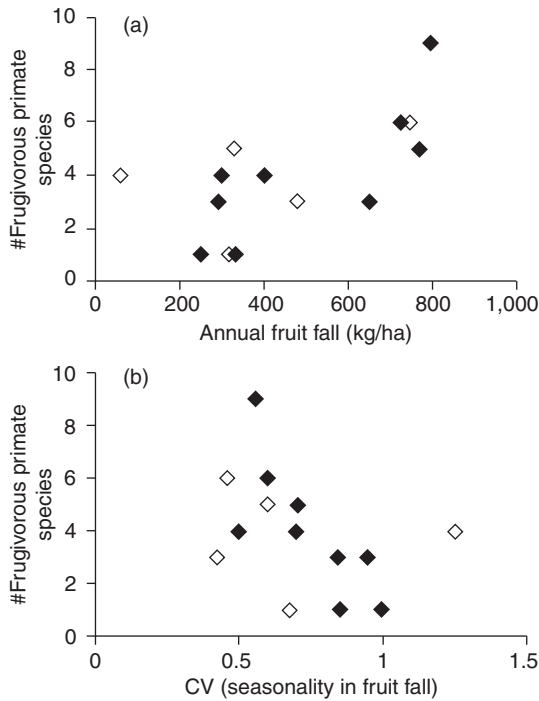 (a)
10
8
6
4
2
0
#Frugivorous primate
species
0 200 400 600 800 1,000
Annual fruit fall (kg/ha)
(b)
10
8
6
4
2
0
#Frugivorous primate
species
0 0.5 1 1.5
CV (seasonality in fruit fall)